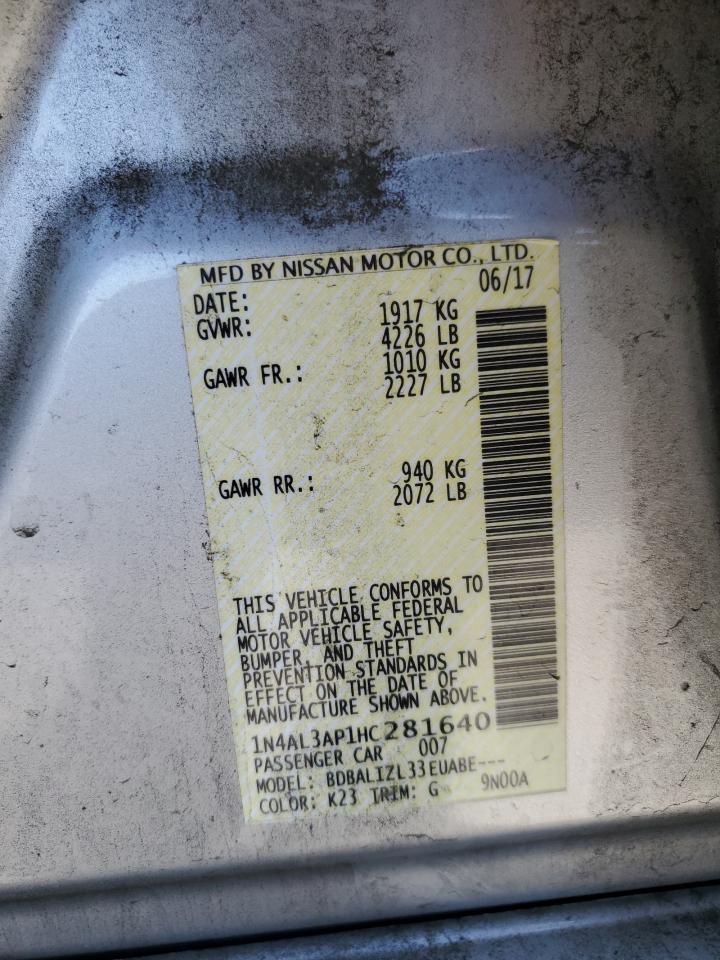 MFD BY NISSAN MOTOR CO., LTD.
DATE: 06/17
GVWR: 1917 KG
4226 LB
GAWR FR.: 1010 KG
2227 LB
GAWR RR.: 940 KG
2072 LB
THIS VEHICLE CONFORMS TO
ALL APPLICABLE FEDERAL
MOTOR VEHICLE SAFETY,
BUMPER, AND THEFT
PREVENTION STANDARDS IN
EFFECT ON THE DATE OF
MANUFACTURE SHOWN ABOVE.
1N4AL3AP1HC281640
PASSENGER CAR 007
MODEL: BDBALIZL33EUABE---
COLOR: K23 TRIM: G 9N00A